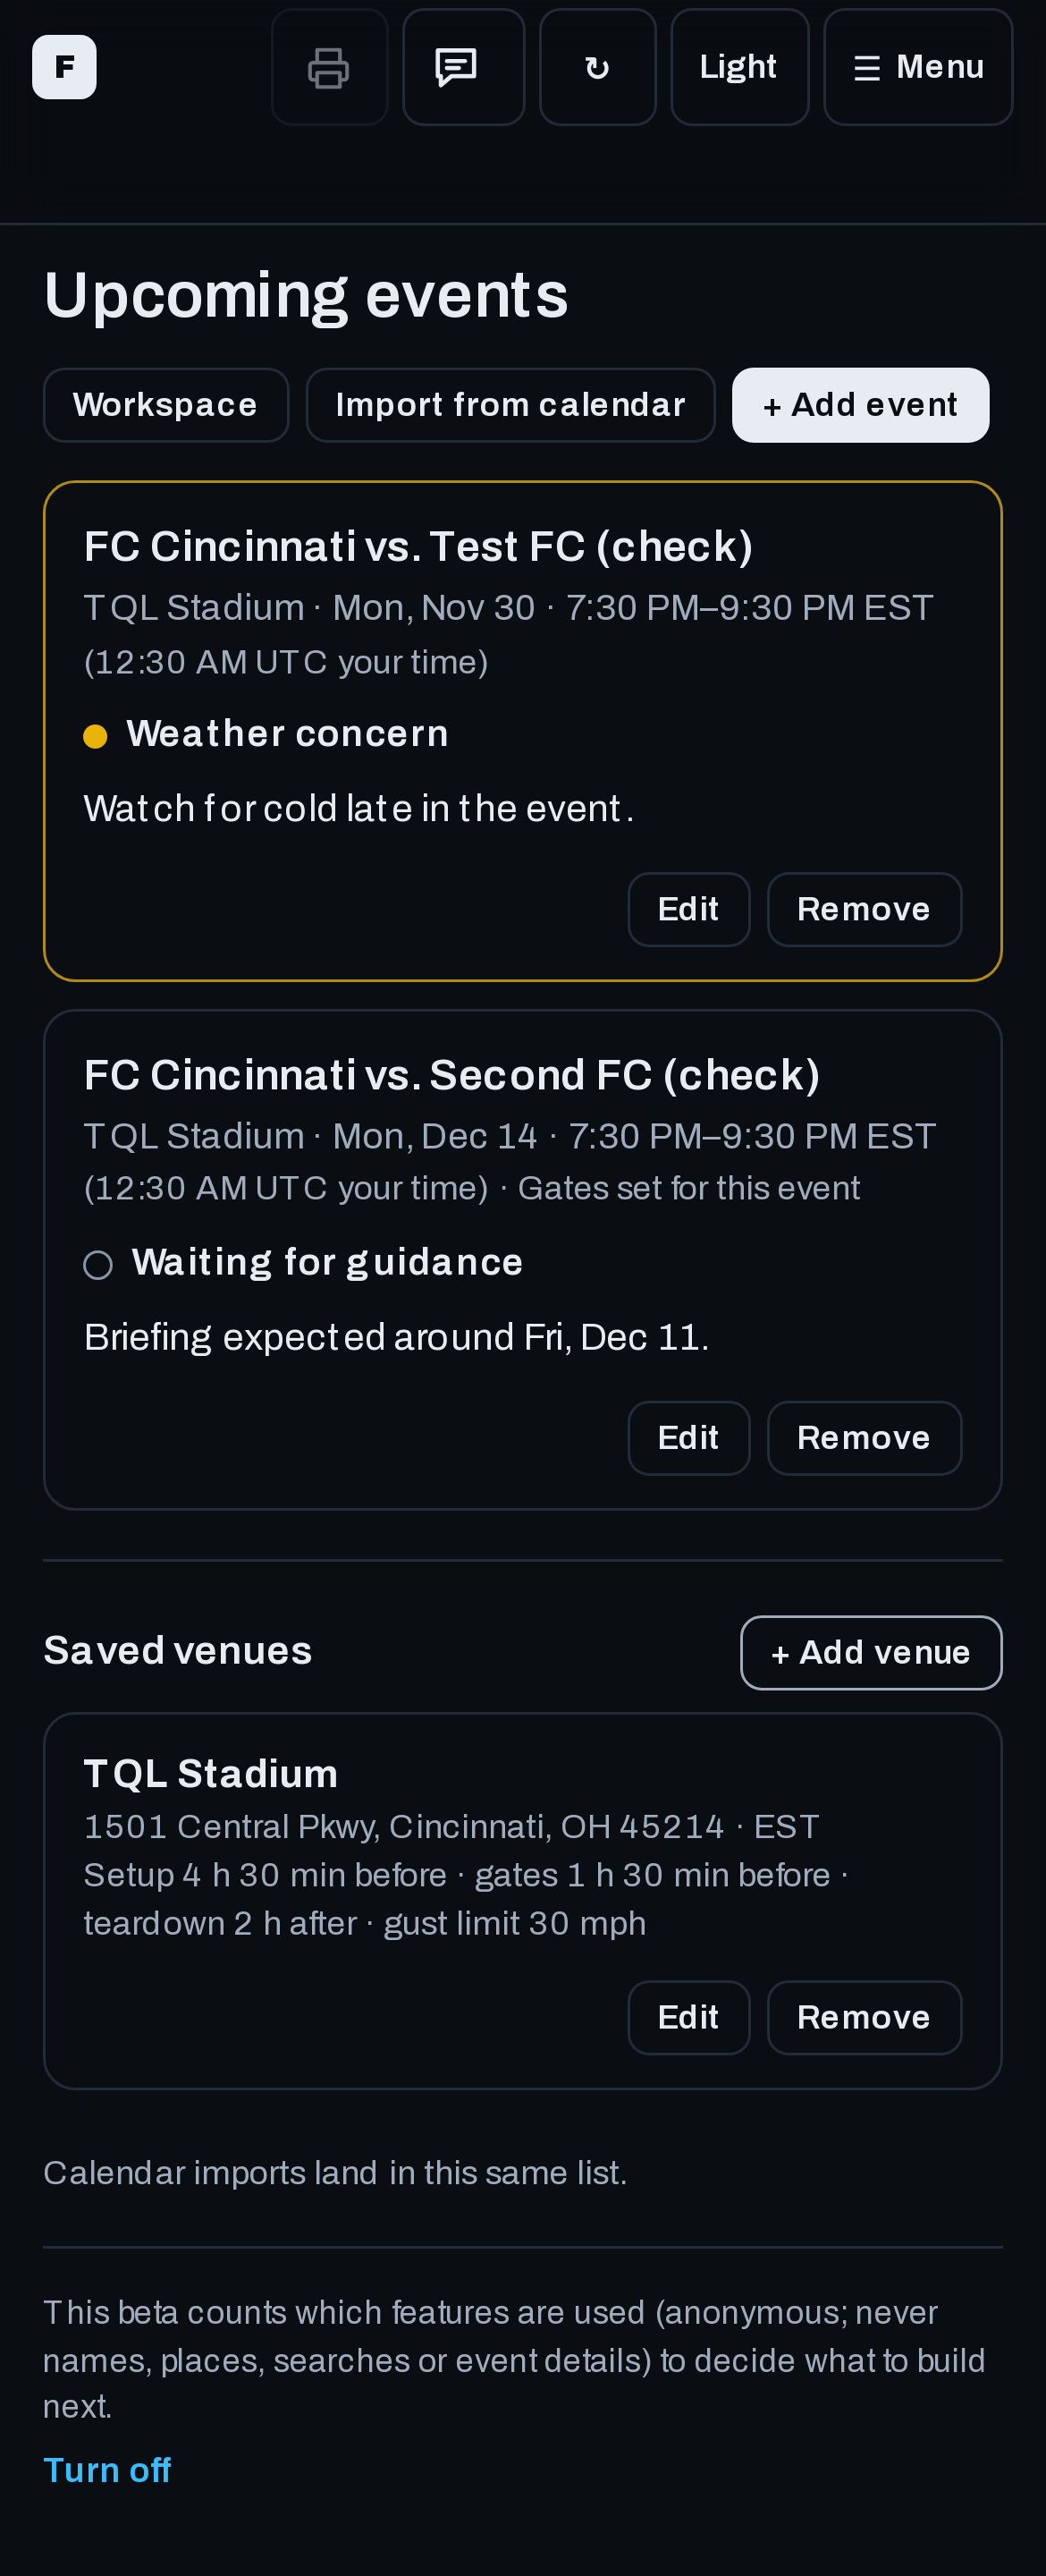 F
↻
Light
☰ Menu
Upcoming events
Workspace
Import from calendar
+ Add event
FC Cincinnati vs. Test FC (check)
TQL Stadium · Mon, Nov 30 · 7:30 PM–9:30 PM EST
(12:30 AM UTC your time)
Weather concern
Watch for cold late in the event.
Edit
Remove
FC Cincinnati vs. Second FC (check)
TQL Stadium · Mon, Dec 14 · 7:30 PM–9:30 PM EST
(12:30 AM UTC your time) · Gates set for this event
Waiting for guidance
Briefing expected around Fri, Dec 11.
Edit
Remove
Saved venues
+ Add venue
TQL Stadium
1501 Central Pkwy, Cincinnati, OH 45214 · EST
Setup 4 h 30 min before · gates 1 h 30 min before ·
teardown 2 h after · gust limit 30 mph
Edit
Remove
Calendar imports land in this same list.
This beta counts which features are used (anonymous; never
names, places, searches or event details) to decide what to build
next.
Turn off